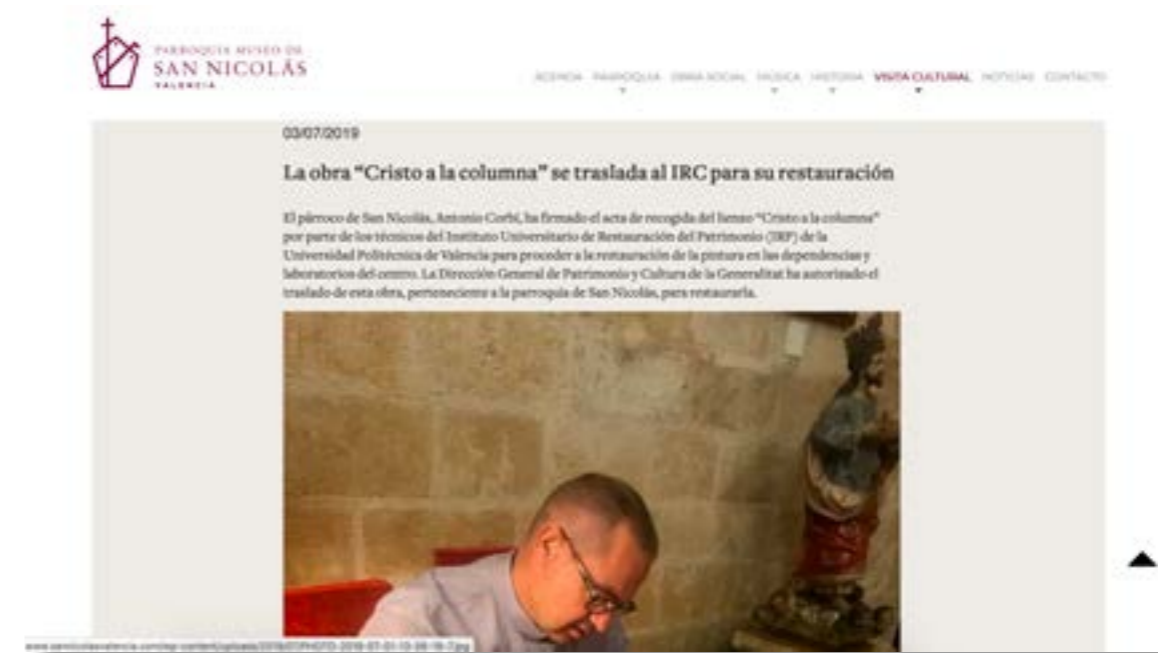 PARROQUIA MUSEO DE
SAN NICOLÁS
VALENCIA
AGENDA PARROQUIA OBRA SOCIAL MÚSICA HISTORIA VISITA CULTURAL NOTICIAS CONTACTO
03/07/2019
La obra “Cristo a la columna” se traslada al IRC para su restauración
El párroco de San Nicolás, Antonio Corbí, ha firmado el acta de recogida del lienzo “Cristo a la columna”
por parte de los técnicos del Instituto Universitario de Restauración del Patrimonio (IRP) de la
Universidad Politécnica de Valencia para proceder a la restauración de la pintura en las dependencias y
laboratorios del centro. La Dirección General de Patrimonio y Cultura de la Generalitat ha autorizado el
traslado de esta obra, perteneciente a la parroquia de San Nicolás, para restaurarla.